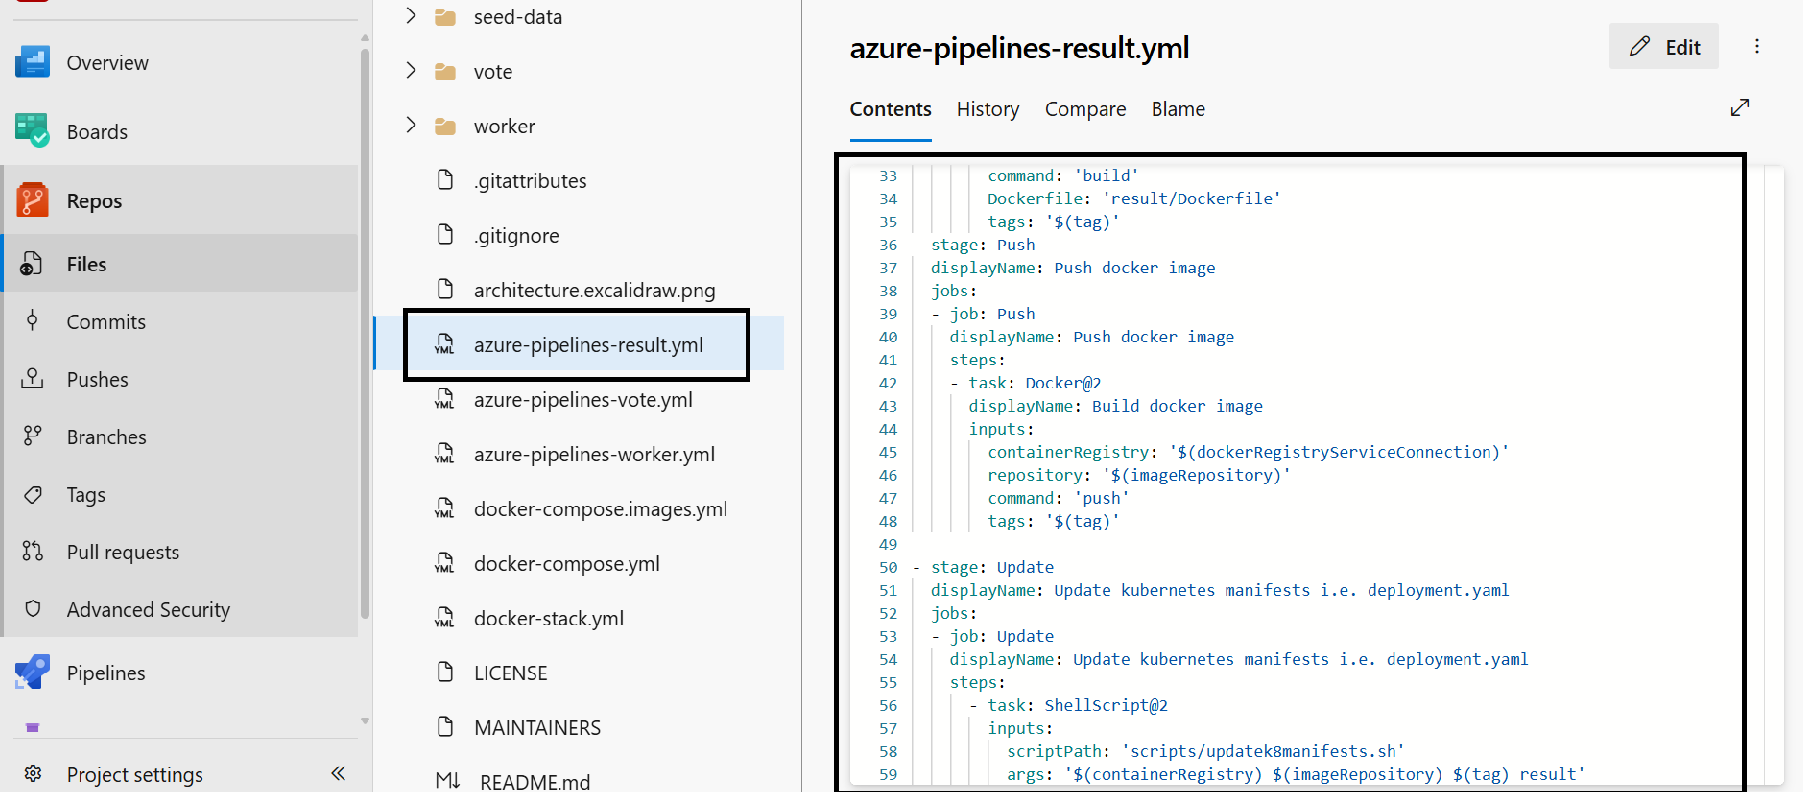 Overview
Boards
Repos
Files
Commits
Pushes
Branches
Tags
Pull requests
Advanced Security
Pipelines
Project settings
seed-data
vote
worker
.gitattributes
.gitignore
architecture.excalidraw.png
azure-pipelines-result.yml
azure-pipelines-vote.yml
azure-pipelines-worker.yml
docker-compose.images.yml
docker-compose.yml
docker-stack.yml
LICENSE
MAINTAINERS
README.md
azure-pipelines-result.yml
Edit
Contents History Compare Blame
33 command: 'build'
34 Dockerfile: 'result/Dockerfile'
35 tags: '$(tag)'
36 stage: Push
37 displayName: Push docker image
38 jobs:
39 - job: Push
40 displayName: Push docker image
41 steps:
42 - task: Docker@2
43 displayName: Build docker image
44 inputs:
45 containerRegistry: '$(dockerRegistryServiceConnection)'
46 repository: '$(imageRepository)'
47 command: 'push'
48 tags: '$(tag)'
49
50 - stage: Update
51 displayName: Update kubernetes manifests i.e. deployment.yaml
52 jobs:
53 - job: Update
54 displayName: Update kubernetes manifests i.e. deployment.yaml
55 steps:
56 - task: ShellScript@2
57 inputs:
58 scriptPath: 'scripts/updatek8manifests.sh'
59 args: '$(containerRegistry) $(imageRepository) $(tag) result'